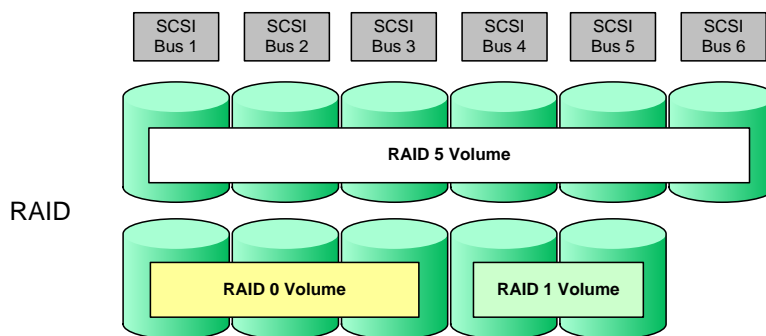 SCSI
Bus 1
SCSI
Bus 2
SCSI
Bus 3
SCSI
Bus 4
SCSI
Bus 5
SCSI
Bus 6
RAID 5 Volume
RAID
RAID 0 Volume
RAID 1 Volume